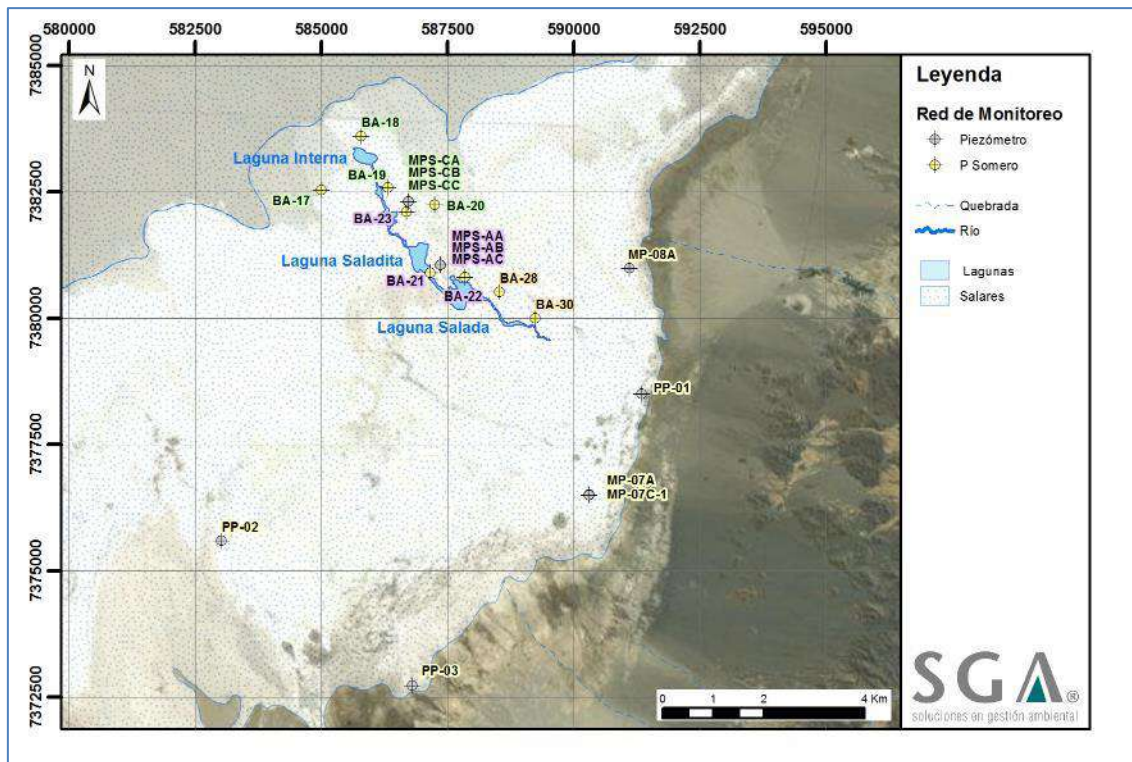 580000
582500
585000
587500
590000
592500
595000
7385000
7382500
7380000
7377500
7375000
7372500
N
BA-18
Laguna Interna
BA-19
MPS-CA
MPS-CB
MPS-CC
BA-17
BA-20
BA-23
MPS-AA
MPS-AB
MPS-AC
Laguna Saladita
BA-21
BA-22
BA-28
BA-30
Laguna Salada
MP-08A
PP-01
MP-07A
MP-07C-1
PP-02
PP-03
0 1 2 4 Km
Leyenda
Red de Monitoreo
Piezómetro
P Somero
Quebrada
Río
Lagunas
Salares
SGA®
soluciones en gestión ambiental